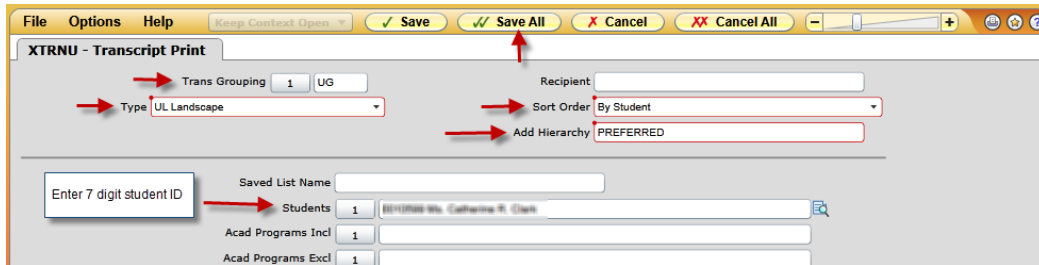 File Options Help Keep Context Open Save Save All Cancel Cancel All
XTRNU - Transcript Print
Trans Grouping 1 UG Recipient
Type UL Landscape Sort Order By Student
Add Hierarchy PREFERRED
Enter 7 digit student ID
Saved List Name
Students 1
Acad Programs Incl 1
Acad Programs Excl 1